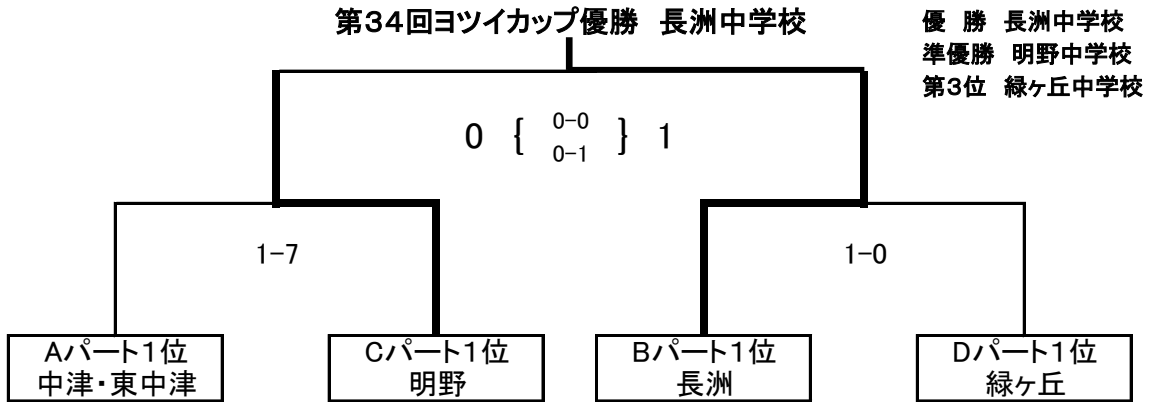 第34回ヨツイカップ優勝　長洲中学校
優　勝　長洲中学校
準優勝　明野中学校
第3位　緑ヶ丘中学校
0 { 0-0 } 1
0-1
1-7
1-0
Aパート1位
中津・東中津
Cパート1位
明野
Bパート1位
長洲
Dパート1位
緑ヶ丘